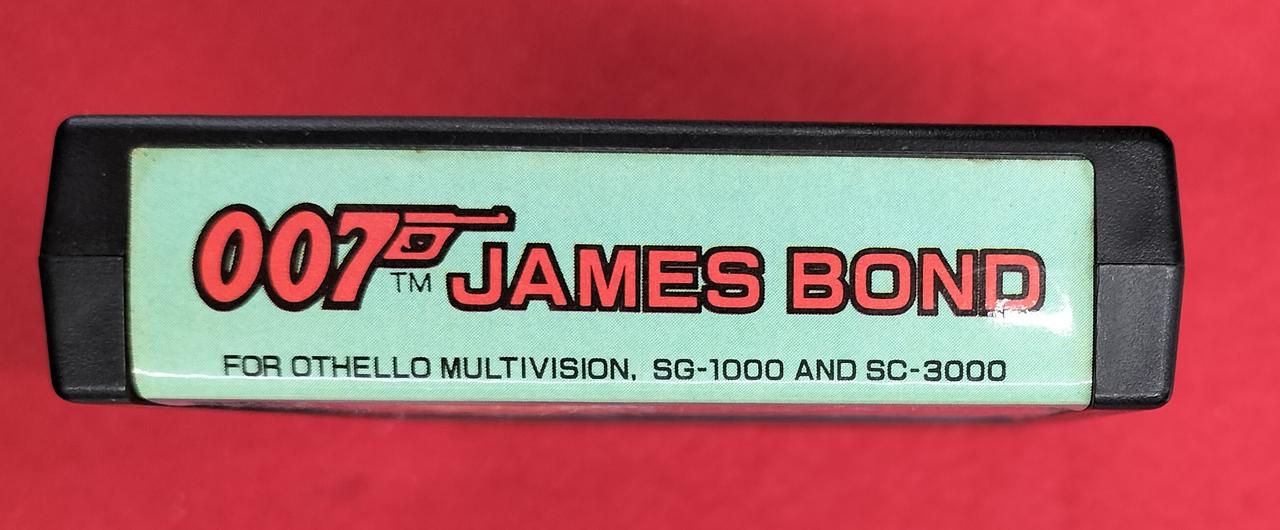 007™ JAMES BOND
FOR OTHELLO MULTIVISION, SG-1000 AND SC-3000